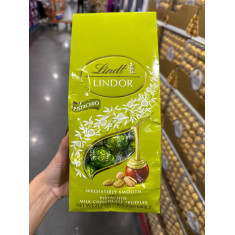 Lindt
LINDOR
PISTACHIO
IRRESISTIBLY SMOOTH
PISTACHIO
MILK CHOCOLATE TRUFFLES